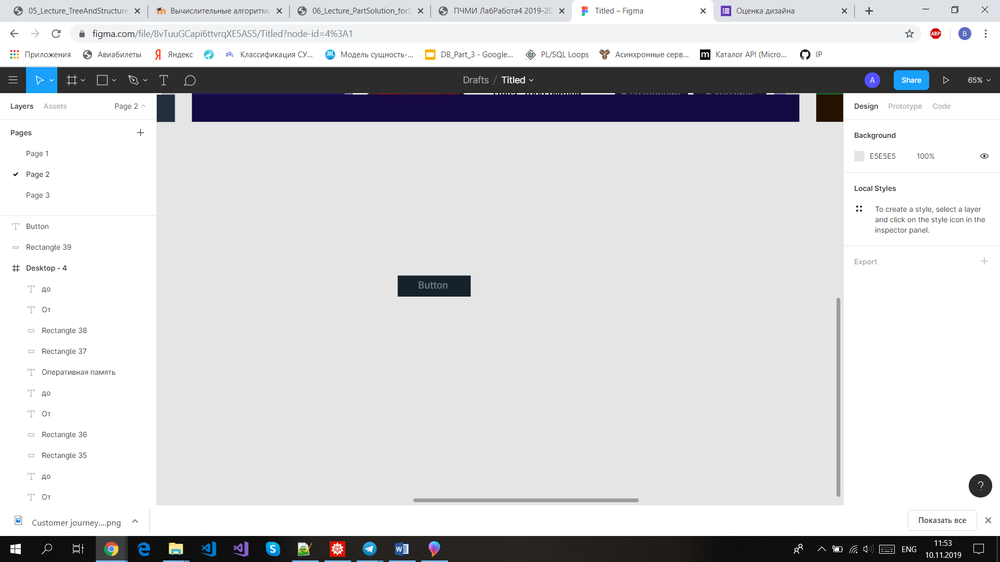 05_Lecture_TreeAndStructure
Вычислительные алгоритмы
06_Lecture_PartSolution_forS
ПЧМИ ЛабРабота4 2019-20
Titled – Figma
Оценка дизайна
figma.com/file/8vTuuGCapi6ttvrqXE5AS5/Titled?node-id=4%3A1
ABP
B
Приложения
Авиабилеты
Яндекс
Классификация СУ...
Модель сущность-...
DB_Part_3 - Google...
PL/SQL Loops
Асинхронные серв...
Каталог API (Micro...
IP
Drafts / Titled
A
Share
65%
Layers
Assets
Page 2
Design
Prototype
Code
Pages
Page 1
Page 2
Page 3
Button
Rectangle 39
Desktop - 4
до
От
Rectangle 38
Rectangle 37
Оперативная память
до
От
Rectangle 36
Rectangle 35
до
От
Button
Background
E5E5E5
100%
Local Styles
To create a style, select a layer
and click on the style icon in the
inspector panel.
Export
?
Customer journey....png
Показать все
ENG
11:53
10.11.2019